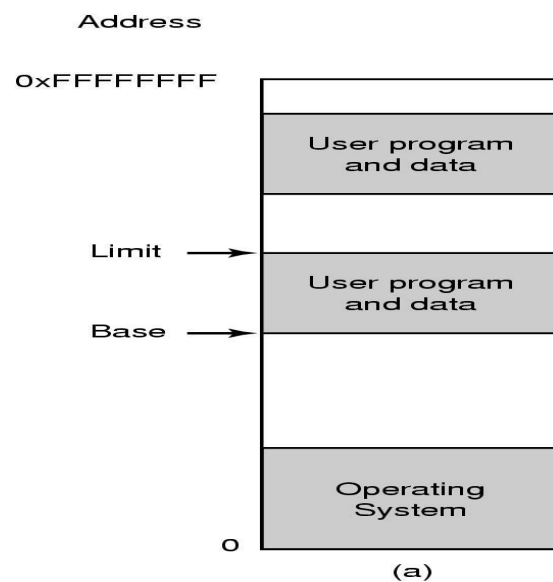 Address
0xFFFFFFFF
User program
and data
Limit
User program
and data
Base
Operating
System
0
(a)